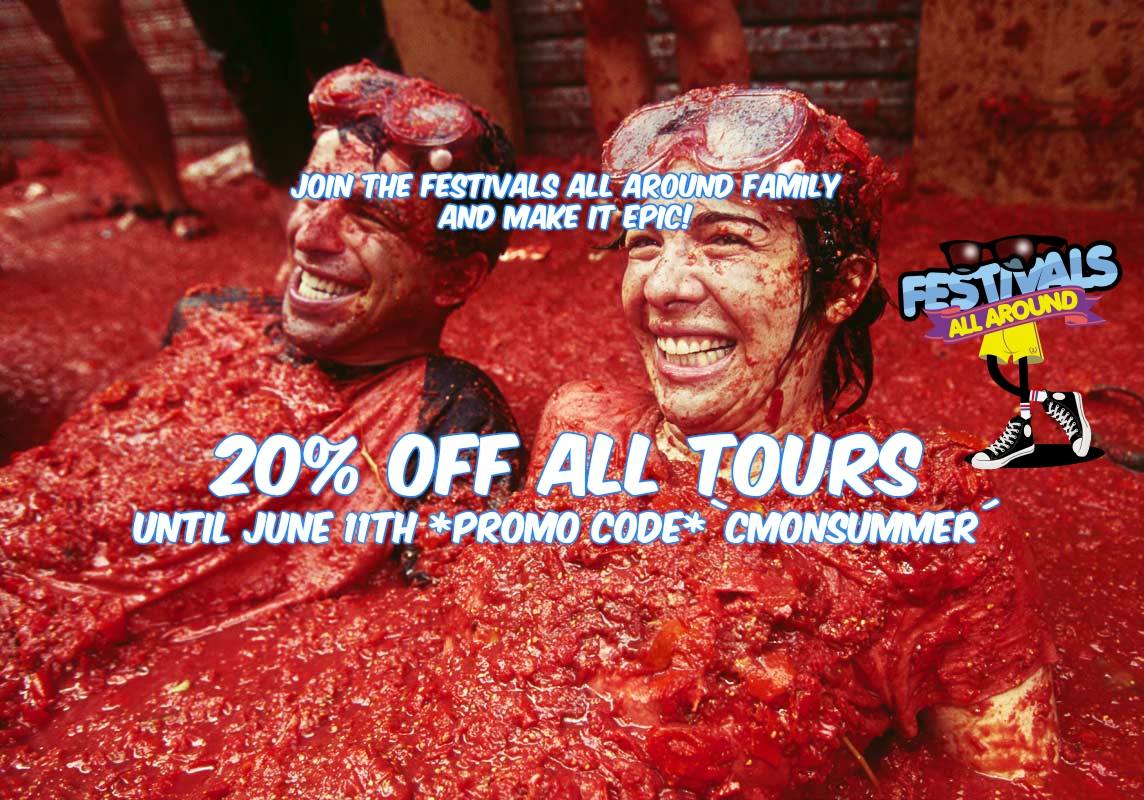 JOIN THE FESTIVALS ALL AROUND FAMILY
AND MAKE IT EPIC!
FESTIVALS
ALL AROUND
20% OFF ALL TOURS
UNTIL JUNE 11TH *PROMO CODE* `CMONSUMMER´